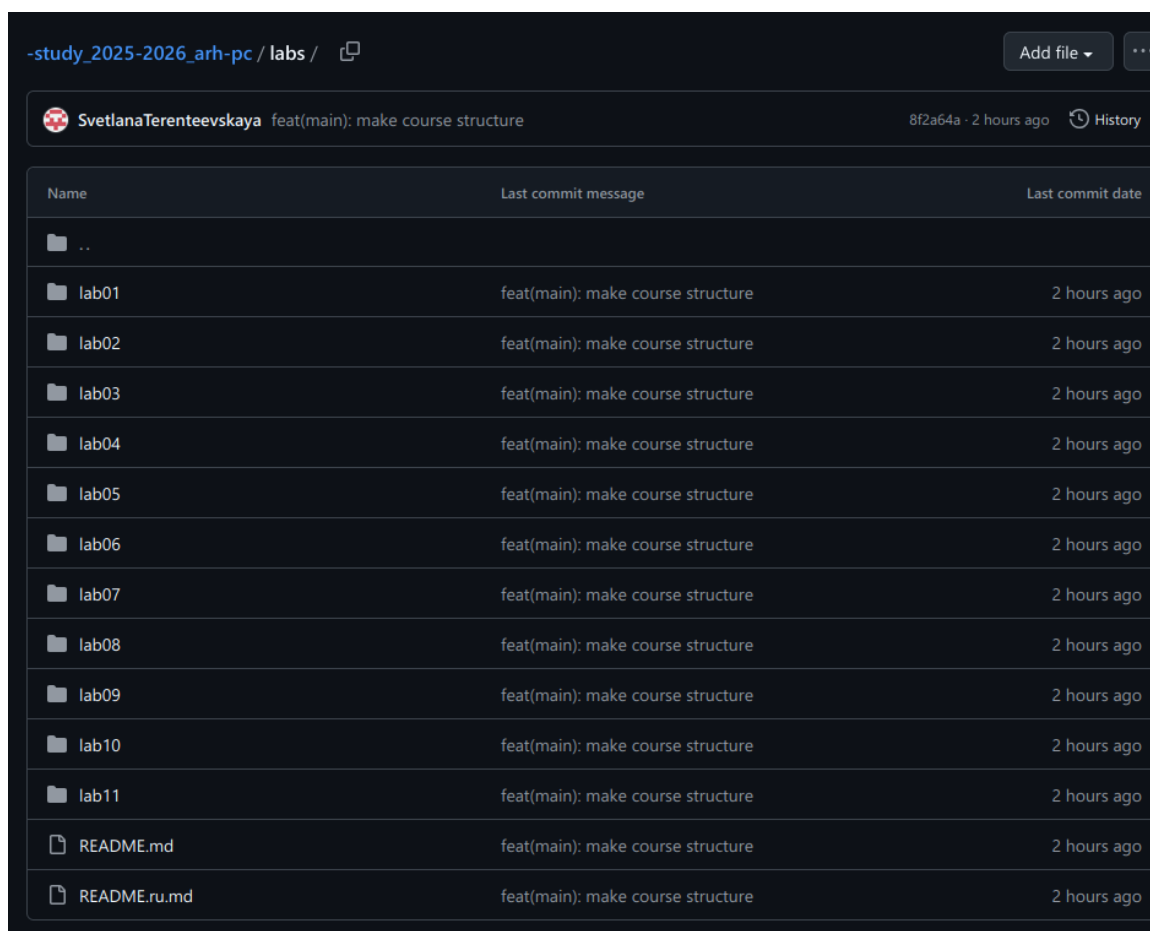 -study_2025-2026_arh-pc / labs /
Add file
SvetlanaTerenteevskaya feat(main): make course structure 8f2a64a · 2 hours ago History
Name Last commit message Last commit date
..
lab01 feat(main): make course structure 2 hours ago
lab02 feat(main): make course structure 2 hours ago
lab03 feat(main): make course structure 2 hours ago
lab04 feat(main): make course structure 2 hours ago
lab05 feat(main): make course structure 2 hours ago
lab06 feat(main): make course structure 2 hours ago
lab07 feat(main): make course structure 2 hours ago
lab08 feat(main): make course structure 2 hours ago
lab09 feat(main): make course structure 2 hours ago
lab10 feat(main): make course structure 2 hours ago
lab11 feat(main): make course structure 2 hours ago
README.md feat(main): make course structure 2 hours ago
README.ru.md feat(main): make course structure 2 hours ago